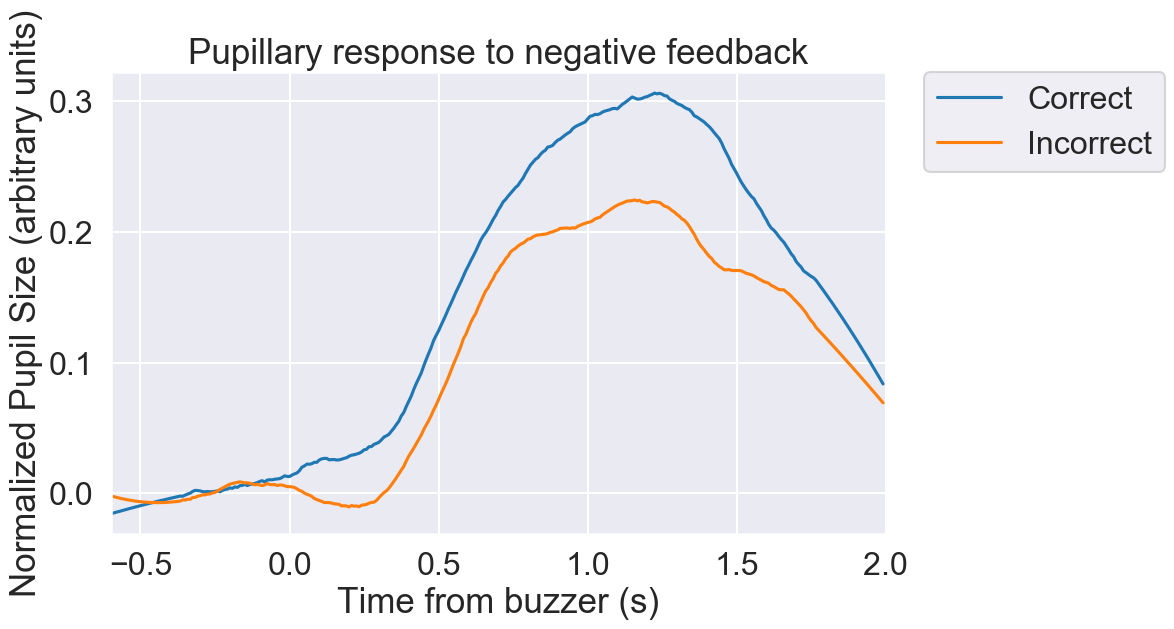 Pupillary response to negative feedback
Normalized Pupil Size (arbitrary units)
0.3
0.2
0.1
0.0
−0.5 0.0 0.5 1.0 1.5 2.0
Time from buzzer (s)
Correct
Incorrect